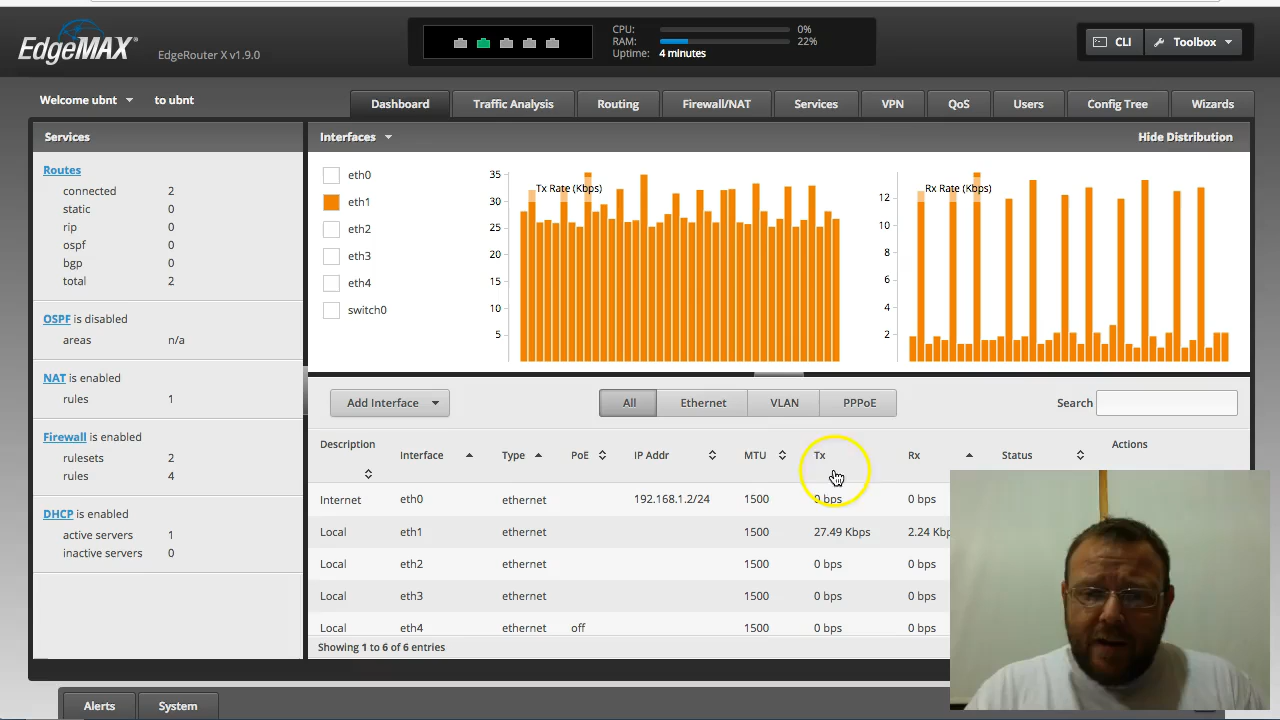 EdgeMAX
EdgeRouter X v1.9.0
CPU: 0%
RAM: 22%
Uptime: 4 minutes
CLI
Toolbox
Welcome ubnt to ubnt
Dashboard Traffic Analysis Routing Firewall/NAT Services VPN QoS Users Config Tree Wizards
Services
Routes
connected 2
static 0
rip 0
ospf 0
bgp 0
total 2
OSPF is disabled
areas n/a
NAT is enabled
rules 1
Firewall is enabled
rulesets 2
rules 4
DHCP is enabled
active servers 1
inactive servers 0
Interfaces Hide Distribution
eth0
eth1
eth2
eth3
eth4
switch0
Tx Rate (Kbps)
35
30
25
20
15
10
5
Rx Rate (Kbps)
12
10
8
6
4
2
Add Interface All Ethernet VLAN PPPoE Search
Description Interface Type PoE IP Addr MTU Tx Rx Status Actions
Internet eth0 ethernet 192.168.1.2/24 1500 0 bps 0 bps
Local eth1 ethernet 1500 27.49 Kbps 2.24 Kbp
Local eth2 ethernet 1500 0 bps 0 bps
Local eth3 ethernet 1500 0 bps 0 bps
Local eth4 ethernet off 1500 0 bps 0 bps
Showing 1 to 6 of 6 entries
Alerts System